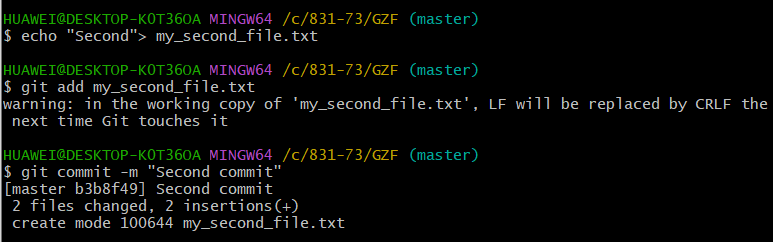 HUAWEI@DESKTOP-KOT36OA MINGW64 /c/831-73/GZF (master)
$ echo "Second"> my_second_file.txt
HUAWEI@DESKTOP-KOT36OA MINGW64 /c/831-73/GZF (master)
$ git add my_second_file.txt
warning: in the working copy of 'my_second_file.txt', LF will be replaced by CRLF the
 next time Git touches it
HUAWEI@DESKTOP-KOT36OA MINGW64 /c/831-73/GZF (master)
$ git commit -m "Second commit"
[master b3b8f49] Second commit
 2 files changed, 2 insertions(+)
 create mode 100644 my_second_file.txt